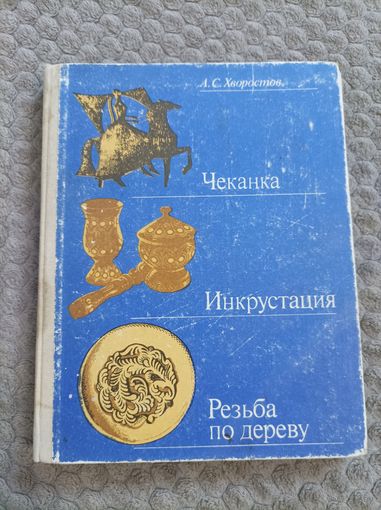 А. С. Хворостов
Чеканка
Инкрустация
Резьба
по дереву